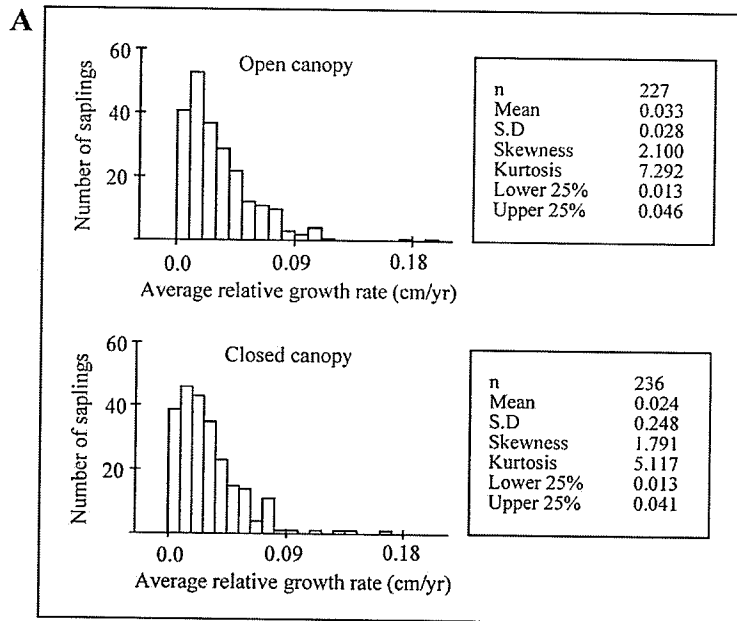 A
Open canopy
Number of saplings
60
40
20
0.0 0.09 0.18
Average relative growth rate (cm/yr)
n 227
Mean 0.033
S.D 0.028
Skewness 2.100
Kurtosis 7.292
Lower 25% 0.013
Upper 25% 0.046
Closed canopy
Number of saplings
60
40
20
0.0 0.09 0.18
Average relative growth rate (cm/yr)
n 236
Mean 0.024
S.D 0.248
Skewness 1.791
Kurtosis 5.117
Lower 25% 0.013
Upper 25% 0.041